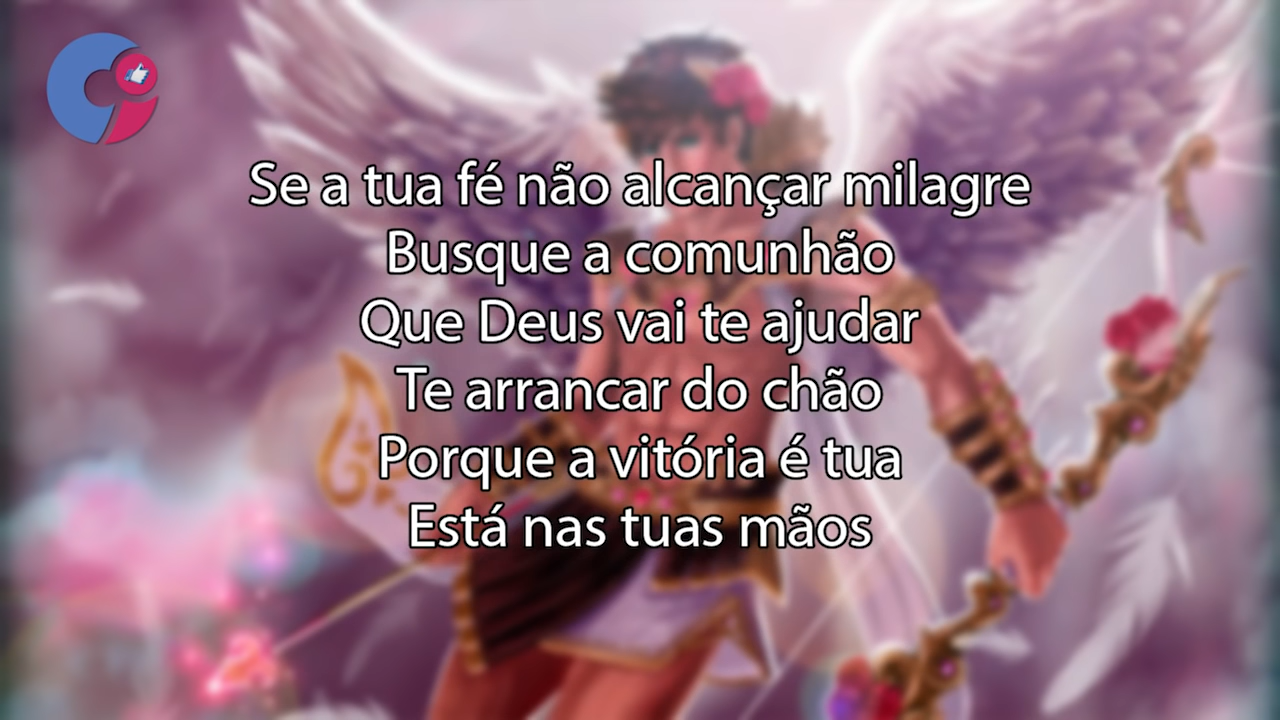 Se a tua fé não alcançar milagre
Busque a comunhão
Que Deus vai te ajudar
Te arrancar do chão
Porque a vitória é tua
Está nas tuas mãos